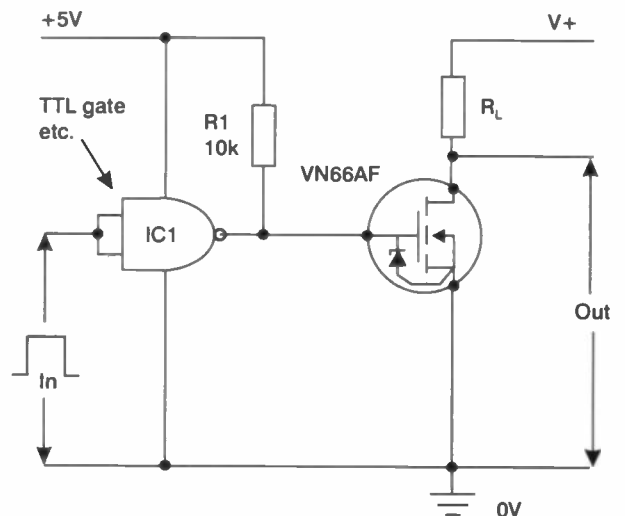 +5V
V+
TTL gate
etc.
R1
10k
RL
VN66AF
IC1
Out
In
0V